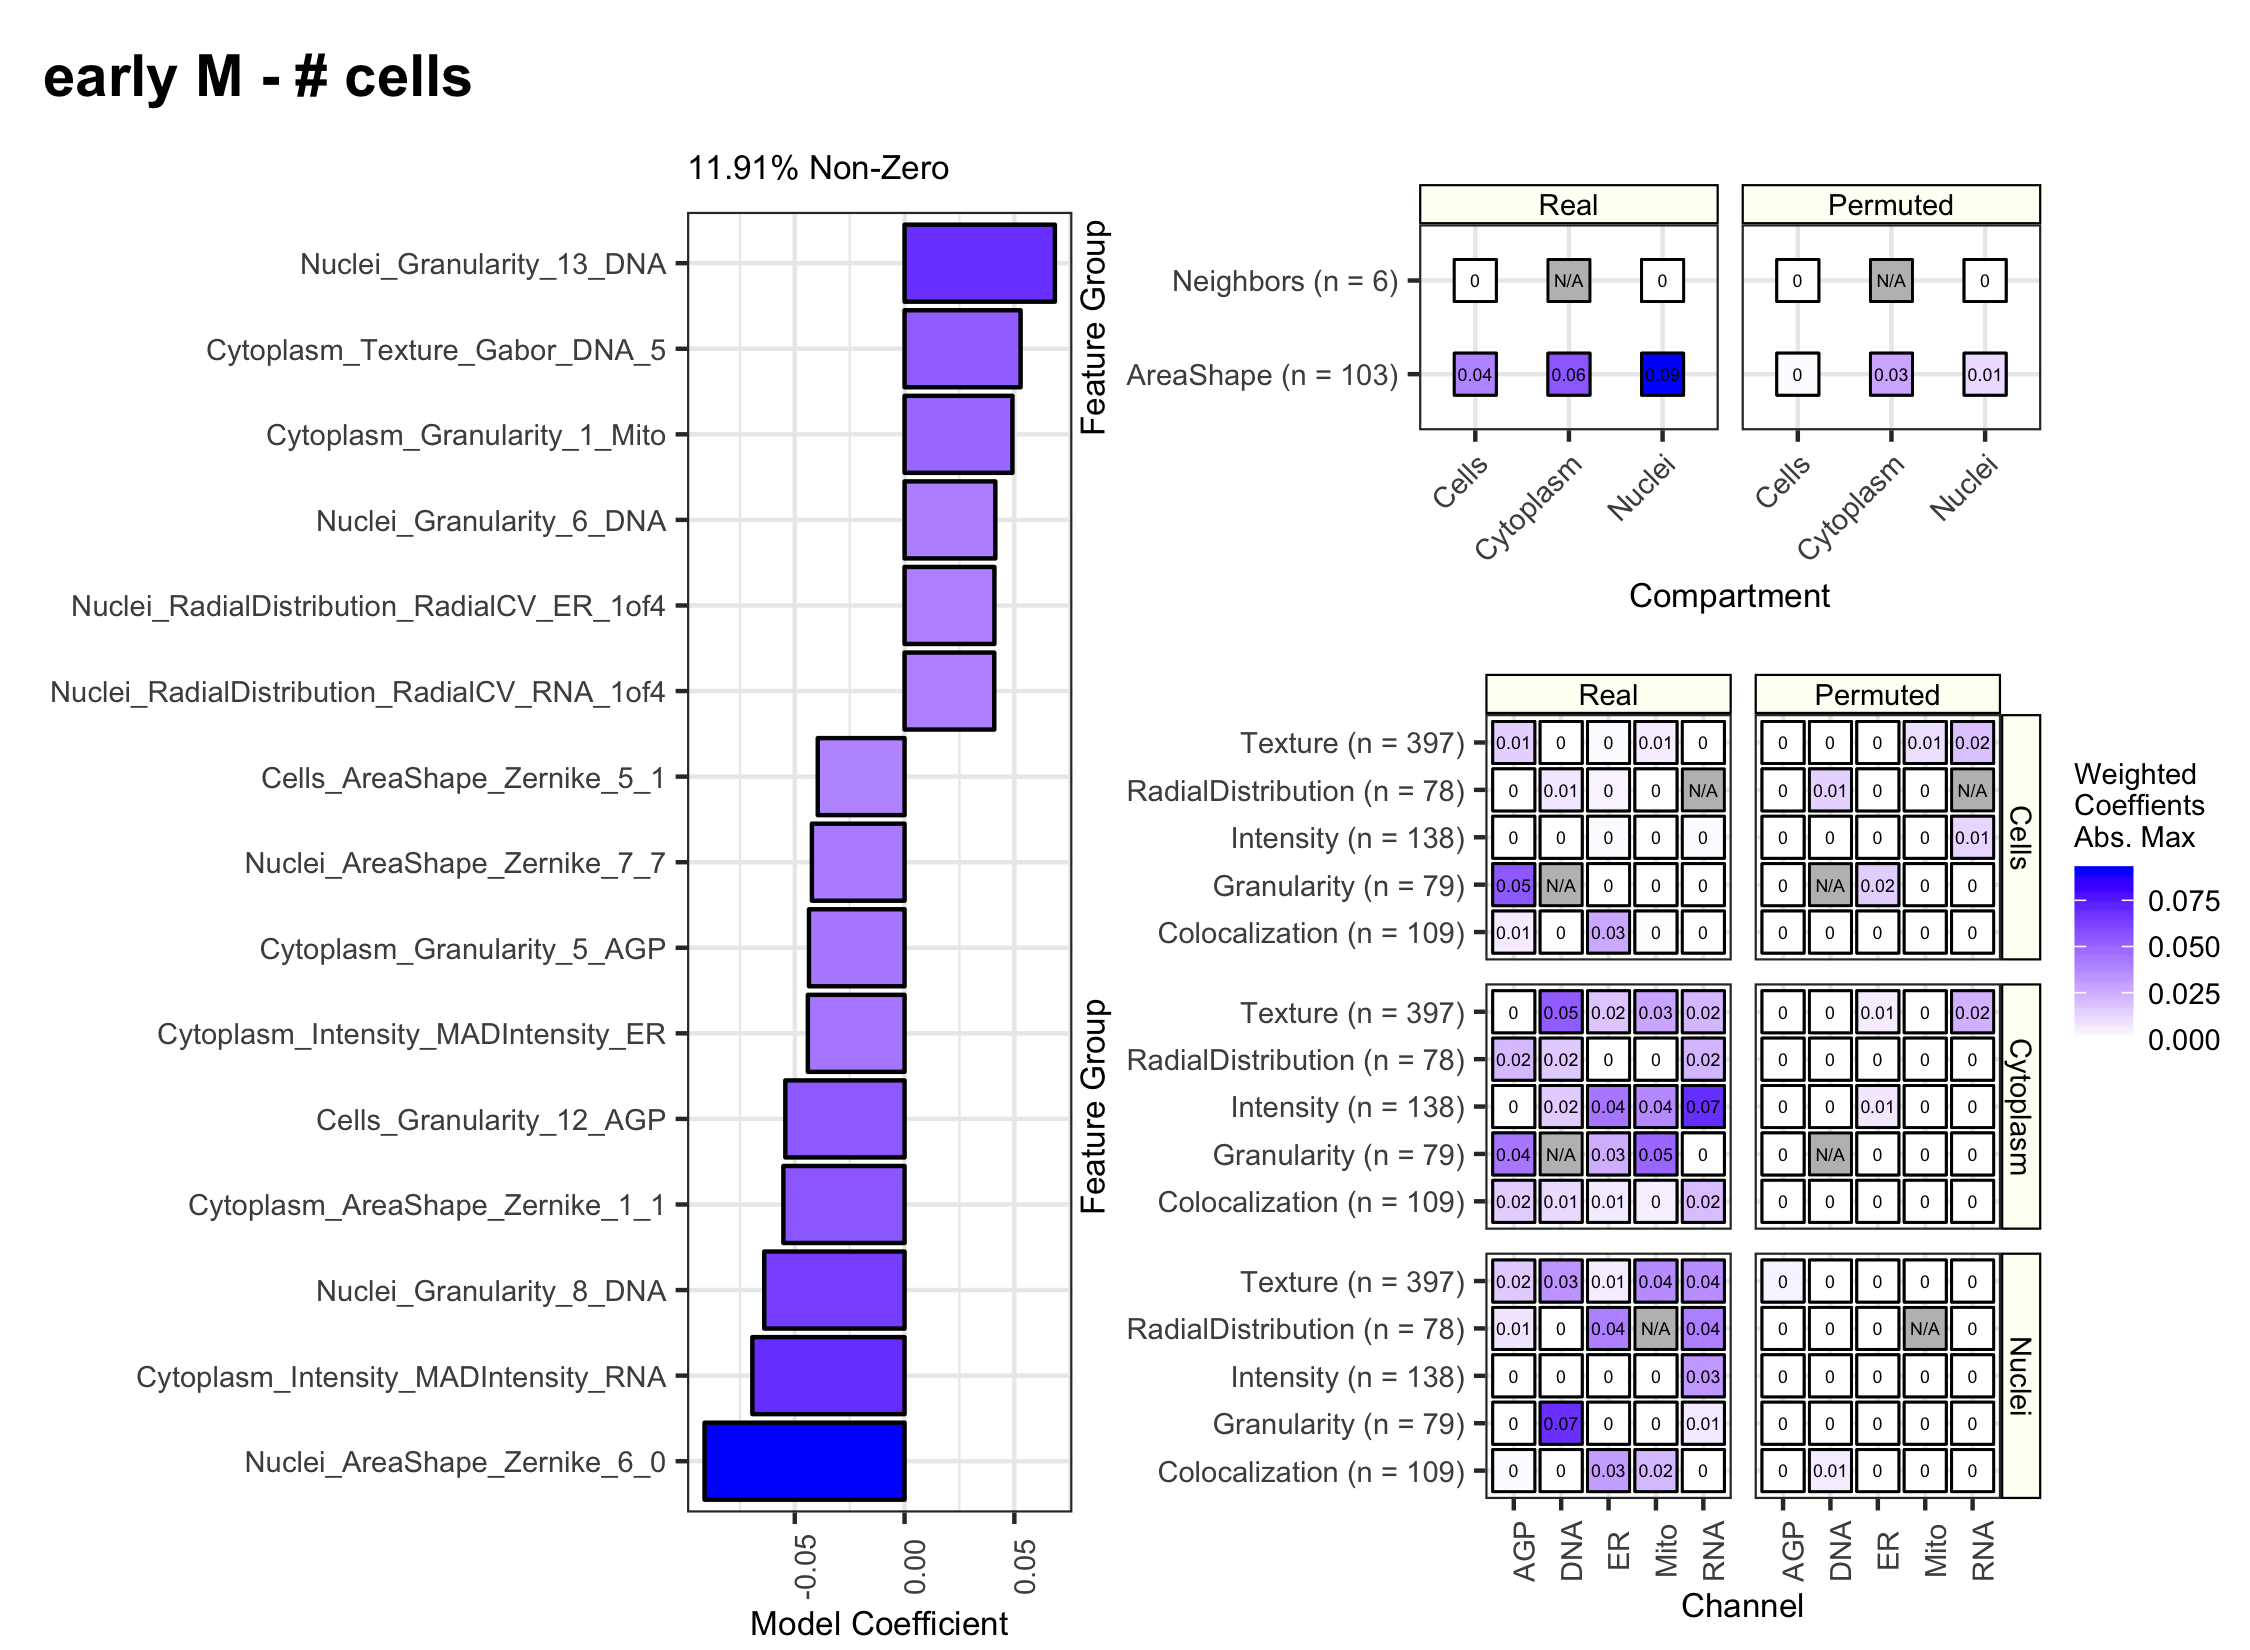 early M - # cells
11.91% Non-Zero
Nuclei_Granularity_13_DNA
Cytoplasm_Texture_Gabor_DNA_5
Cytoplasm_Granularity_1_Mito
Nuclei_Granularity_6_DNA
Nuclei_RadialDistribution_RadialCV_ER_1of4
Nuclei_RadialDistribution_RadialCV_RNA_1of4
Cells_AreaShape_Zernike_5_1
Nuclei_AreaShape_Zernike_7_7
Cytoplasm_Granularity_5_AGP
Cytoplasm_Intensity_MADIntensity_ER
Cells_Granularity_12_AGP
Cytoplasm_AreaShape_Zernike_1_1
Nuclei_Granularity_8_DNA
Cytoplasm_Intensity_MADIntensity_RNA
Nuclei_AreaShape_Zernike_6_0
-0.05 0.00 0.05
Model Coefficient
Feature Group
Real Permuted
Neighbors (n = 6) 0 N/A 0 0 N/A 0
AreaShape (n = 103) 0.04 0.06 0.09 0 0.03 0.01
Cells Cytoplasm Nuclei Cells Cytoplasm Nuclei
Compartment
Feature Group
Real Permuted
Texture (n = 397) 0.01 0 0 0.01 0 0 0 0 0.01 0.02
RadialDistribution (n = 78) 0 0.01 0 0 N/A 0 0.01 0 0 N/A
Intensity (n = 138) 0 0 0 0 0 0 0 0 0 0.01
Granularity (n = 79) 0.05 N/A 0 0 0 0 N/A 0.02 0 0
Colocalization (n = 109) 0.01 0 0.03 0 0 0 0 0 0 0
Cells
Texture (n = 397) 0 0.05 0.02 0.03 0.02 0 0 0.01 0 0.02
RadialDistribution (n = 78) 0.02 0.02 0 0 0.02 0 0 0 0 0
Intensity (n = 138) 0 0.02 0.04 0.04 0.07 0 0 0.01 0 0
Granularity (n = 79) 0.04 N/A 0.03 0.05 0 0 N/A 0 0 0
Colocalization (n = 109) 0.02 0.01 0.01 0 0.02 0 0 0 0 0
Cytoplasm
Texture (n = 397) 0.02 0.03 0.01 0.04 0.04 0 0 0 0 0
RadialDistribution (n = 78) 0.01 0 0.04 N/A 0.04 0 0 0 N/A 0
Intensity (n = 138) 0 0 0 0 0.03 0 0 0 0 0
Granularity (n = 79) 0 0.07 0 0 0.01 0 0 0 0 0
Colocalization (n = 109) 0 0 0.03 0.02 0 0 0.01 0 0 0
Nuclei
AGP DNA ER Mito RNA AGP DNA ER Mito RNA
Channel
Weighted
Coeffients
Abs. Max
0.075
0.050
0.025
0.000